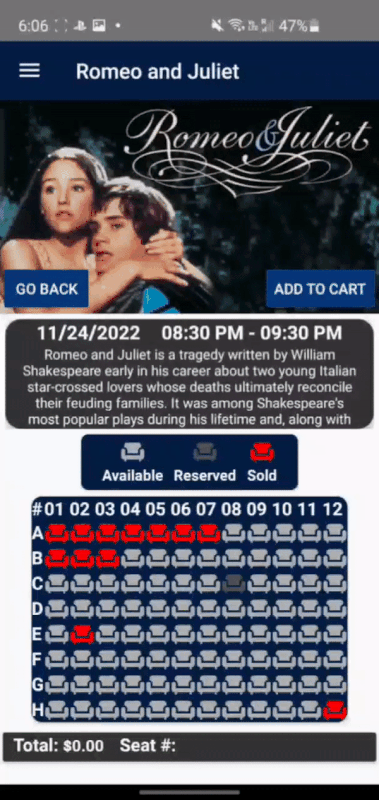 6:06 47%
Romeo and Juliet
Romeo & Juliet
GO BACK ADD TO CART
11/24/2022 08:30 PM - 09:30 PM
Romeo and Juliet is a tragedy written by William
Shakespeare early in his career about two young Italian
star-crossed lovers whose deaths ultimately reconcile
their feuding families. It was among Shakespeare's
most popular plays during his lifetime and, along with
Available Reserved Sold
# 01 02 03 04 05 06 07 08 09 10 11 12
A
B
C
D
E
F
G
H
Total: $0.00 Seat #: